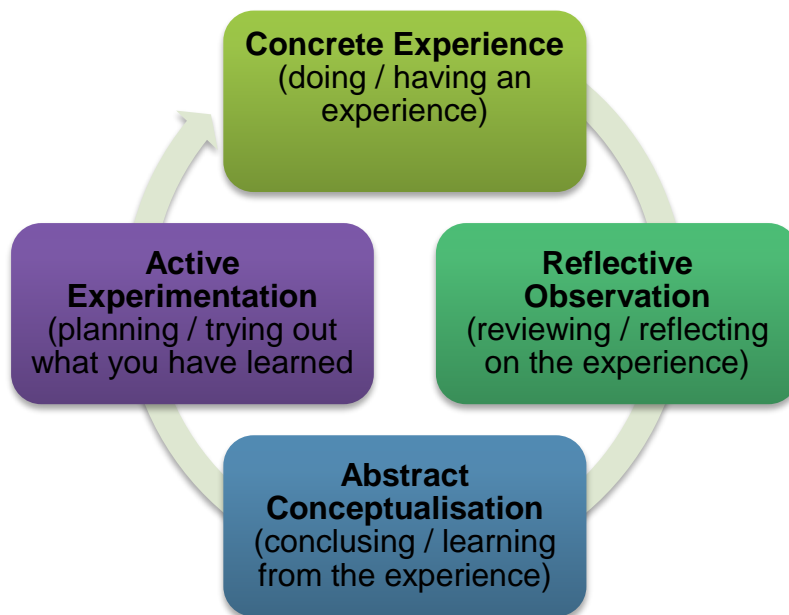 Concrete Experience
(doing / having an
experience)
Active
Experimentation
(planning / trying out
what you have learned
Reflective
Observation
(reviewing / reflecting
on the experience)
Abstract
Conceptualisation
(conclusing / learning
from the experience)